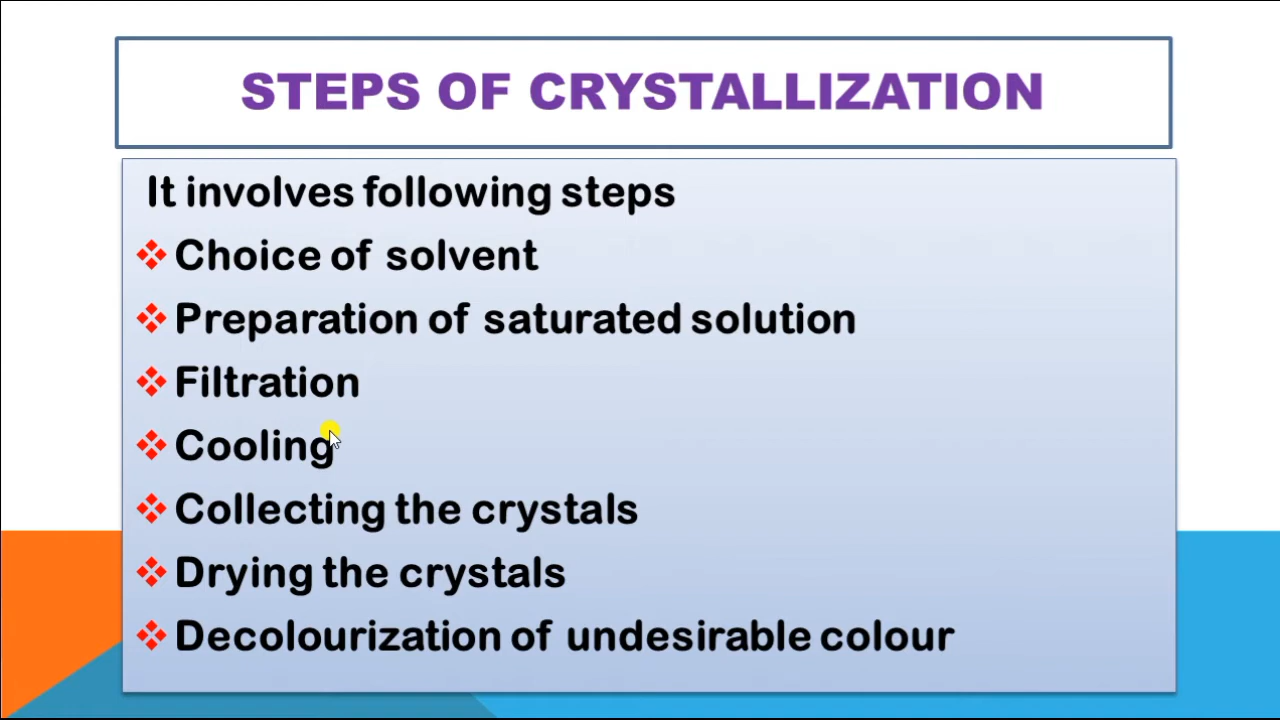 STEPS OF CRYSTALLIZATION
It involves following steps
❖ Choice of solvent
❖ Preparation of saturated solution
❖ Filtration
❖ Cooling
❖ Collecting the crystals
❖ Drying the crystals
❖ Decolourization of undesirable colour